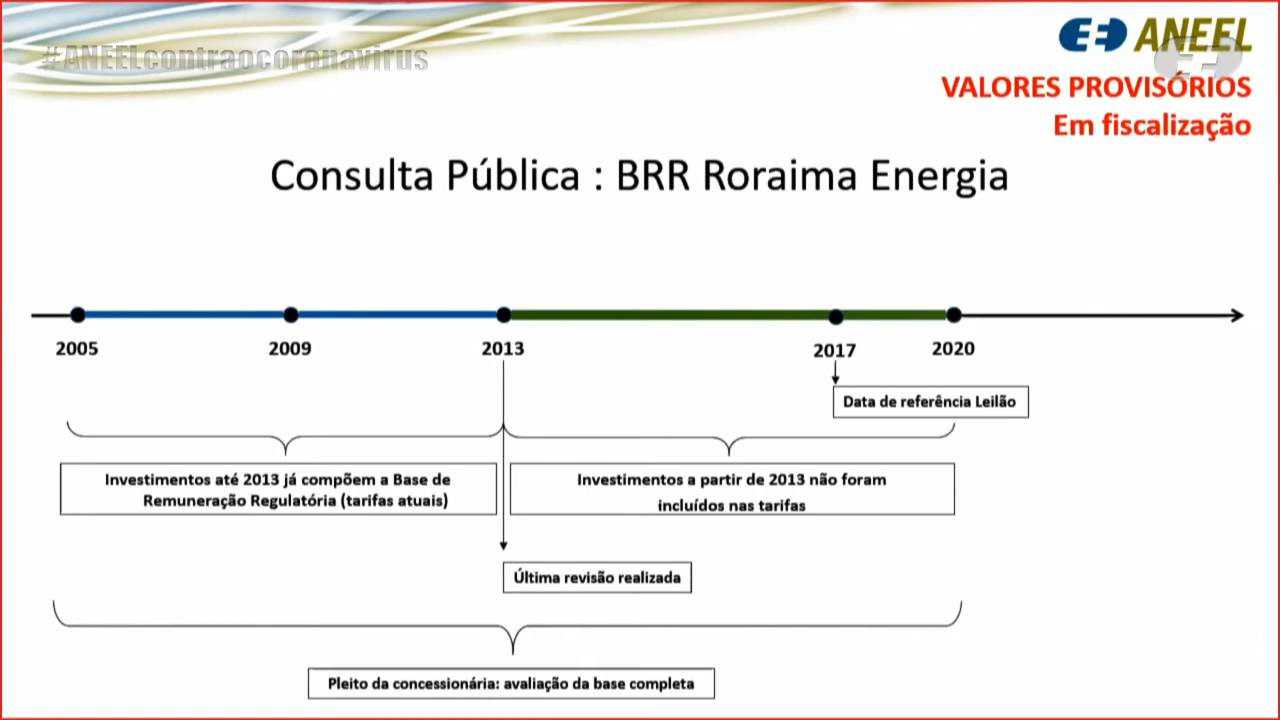 #ANEELcontraocoronavirus
ANEEL
VALORES PROVISÓRIOS
Em fiscalização
Consulta Pública : BRR Roraima Energia
2005
2009
2013
2017
2020
Data de referência Leilão
Investimentos até 2013 já compõem a Base de
Remuneração Regulatória (tarifas atuais)
Investimentos a partir de 2013 não foram
incluídos nas tarifas
Última revisão realizada
Pleito da concessionária: avaliação da base completa